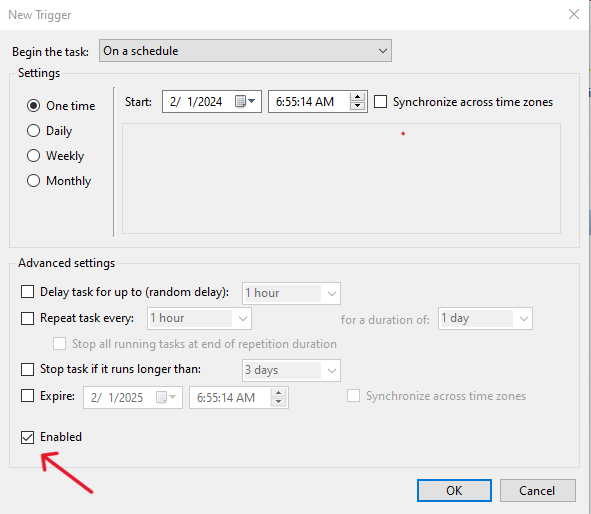 New Trigger
Begin the task: On a schedule
Settings
One time
Start: 2/ 1/2024 6:55:14 AM Synchronize across time zones
Daily
Weekly
Monthly
Advanced settings
Delay task for up to (random delay): 1 hour
Repeat task every: 1 hour for a duration of: 1 day
Stop all running tasks at end of repetition duration
Stop task if it runs longer than: 3 days
Expire: 2/ 1/2025 6:55:14 AM Synchronize across time zones
Enabled
OK Cancel